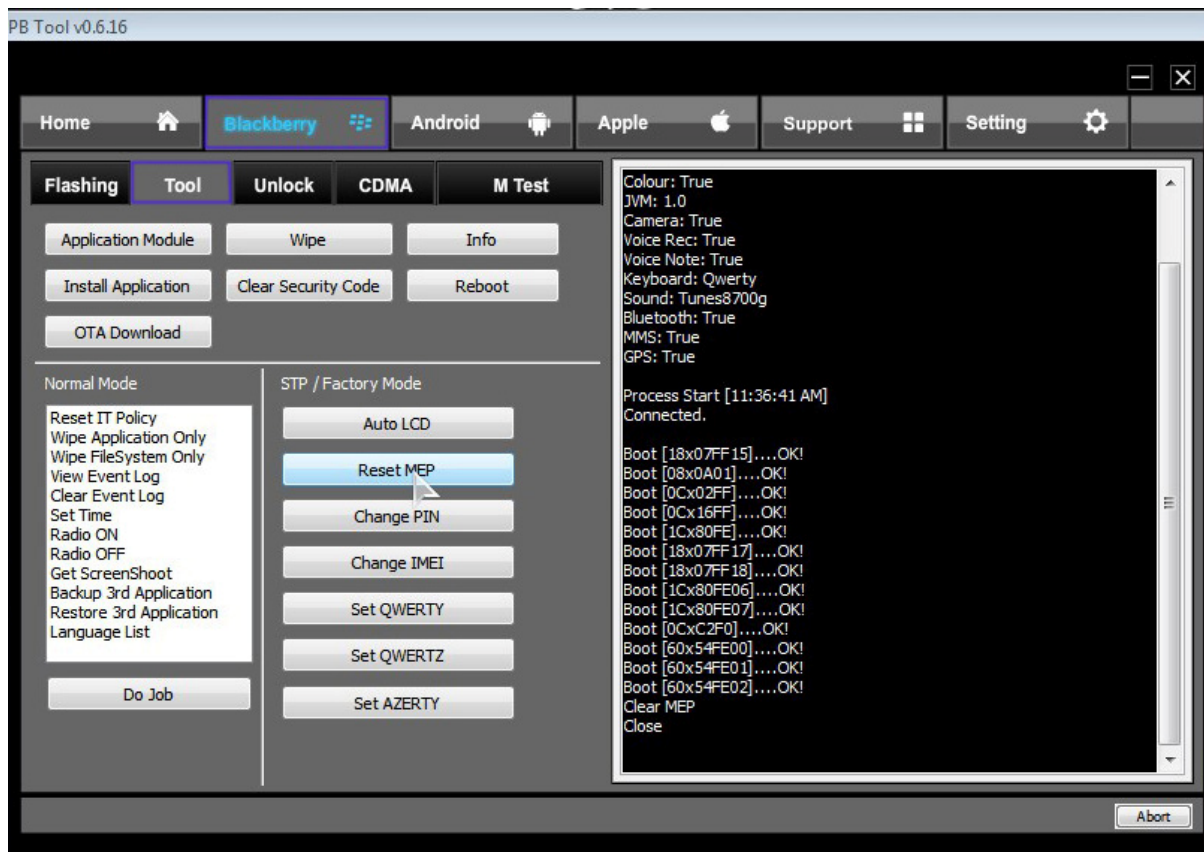 PB Tool v0.6.16
Home
Blackberry
Android
Apple
Support
Setting
Flashing
Tool
Unlock
CDMA
M Test
Application Module
Wipe
Info
Install Application
Clear Security Code
Reboot
OTA Download
Normal Mode
Reset IT Policy
Wipe Application Only
Wipe FileSystem Only
View Event Log
Clear Event Log
Set Time
Radio ON
Radio OFF
Get ScreenShoot
Backup 3rd Application
Restore 3rd Application
Language List
Do Job
STP / Factory Mode
Auto LCD
Reset MEP
Change PIN
Change IMEI
Set QWERTY
Set QWERTZ
Set AZERTY
Colour: True
JVM: 1.0
Camera: True
Voice Rec: True
Voice Note: True
Keyboard: Qwerty
Sound: Tunes8700g
Bluetooth: True
MMS: True
GPS: True
Process Start [11:36:41 AM]
Connected.
Boot [18x07FF15]....OK!
Boot [08x0A01]....OK!
Boot [0Cx02FF]....OK!
Boot [0Cx16FF]....OK!
Boot [1Cx80FE]....OK!
Boot [18x07FF17]....OK!
Boot [18x07FF18]....OK!
Boot [1Cx80FE06]....OK!
Boot [1Cx80FE07]....OK!
Boot [0CxC2F0]....OK!
Boot [60x54FE00]....OK!
Boot [60x54FE01]....OK!
Boot [60x54FE02]....OK!
Clear MEP
Close
Abort